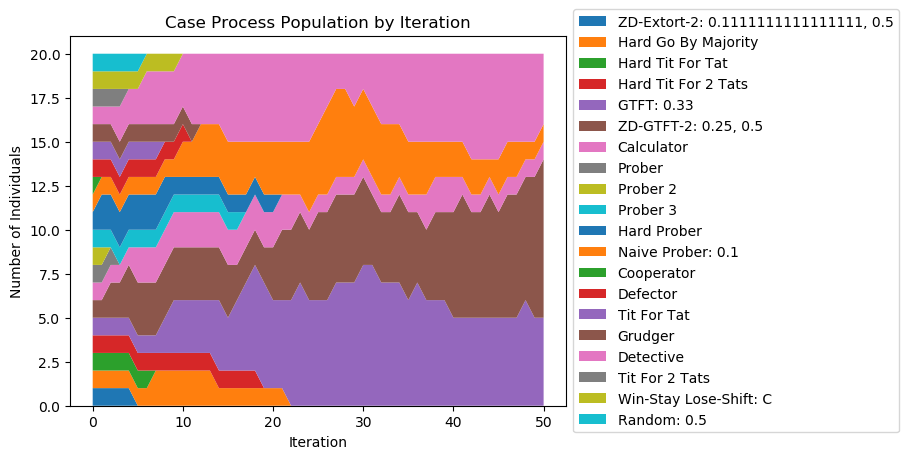 Case Process Population by Iteration
Number of Individuals
20.0
17.5
15.0
12.5
10.0
7.5
5.0
2.5
0.0
0 10 20 30 40 50
Iteration
ZD-Extort-2: 0.1111111111111111, 0.5
Hard Go By Majority
Hard Tit For Tat
Hard Tit For 2 Tats
GTFT: 0.33
ZD-GTFT-2: 0.25, 0.5
Calculator
Prober
Prober 2
Prober 3
Hard Prober
Naive Prober: 0.1
Cooperator
Defector
Tit For Tat
Grudger
Detective
Tit For 2 Tats
Win-Stay Lose-Shift: C
Random: 0.5